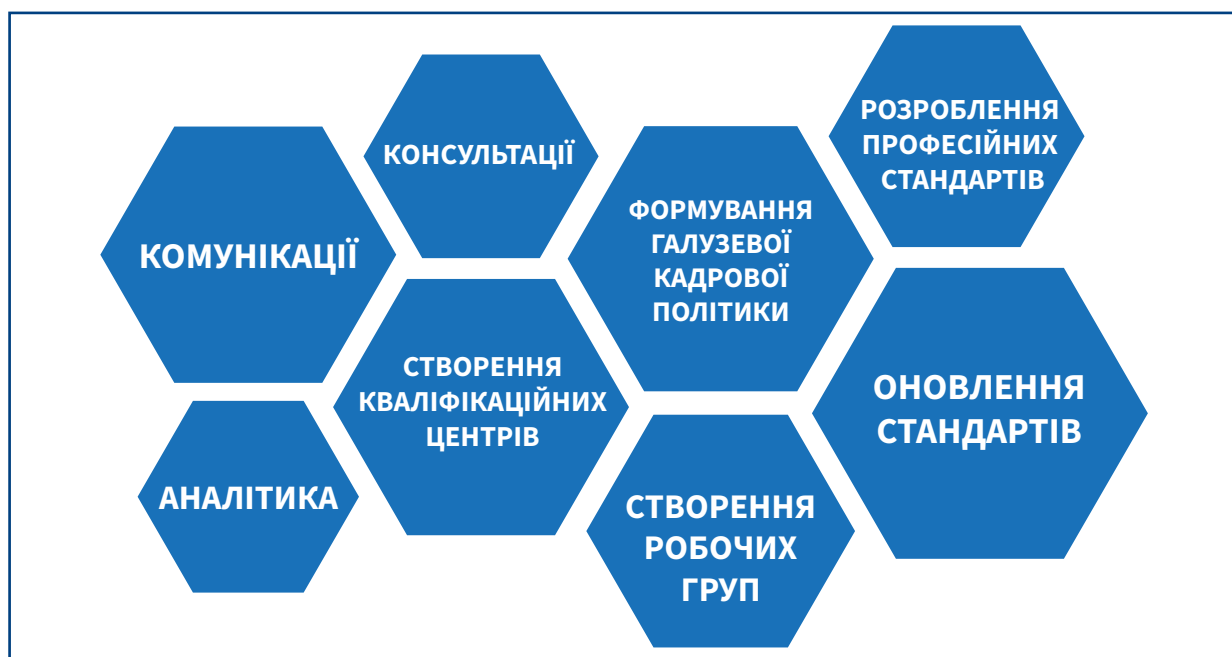 КОМУНІКАЦІЇ
КОНСУЛЬТАЦІЇ
ФОРМУВАННЯ
ГАЛУЗЕВОЇ
КАДРОВОЇ
ПОЛІТИКИ
РОЗРОБЛЕННЯ
ПРОФЕСІЙНИХ
СТАНДАРТІВ
АНАЛІТИКА
СТВОРЕННЯ
КВАЛІФІКАЦІЙНИХ
ЦЕНТРІВ
СТВОРЕННЯ
РОБОЧИХ
ГРУП
ОНОВЛЕННЯ
СТАНДАРТІВ